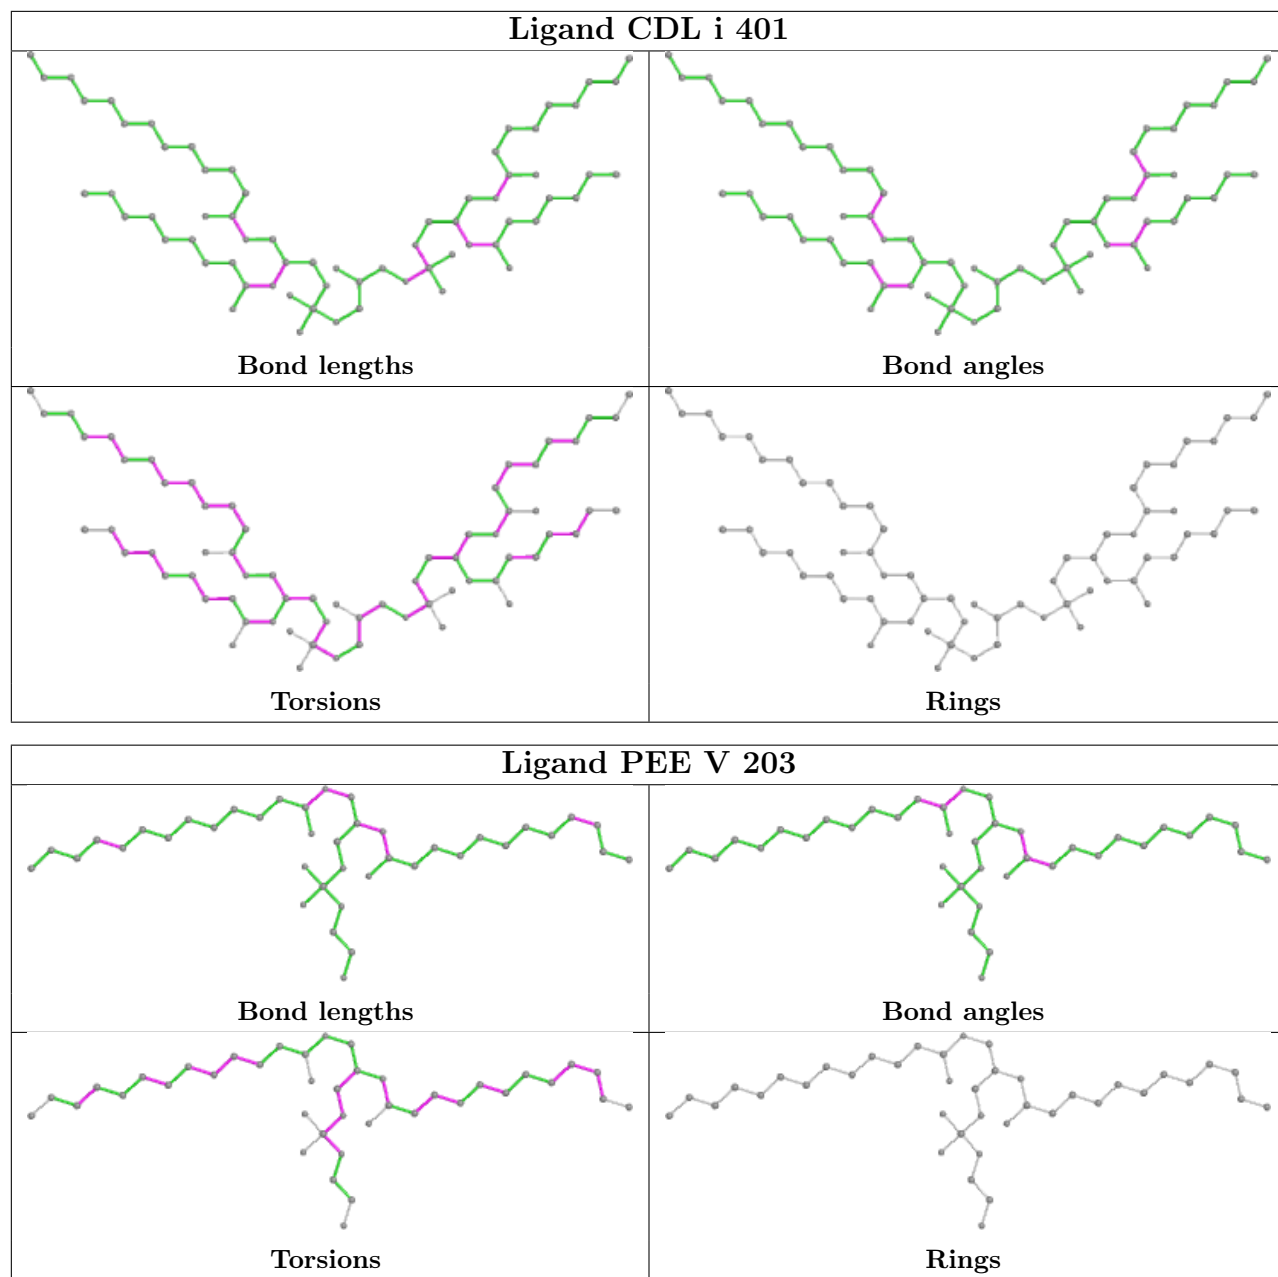 Ligand CDL i 401
Bond lengths
Bond angles
Torsions
Rings
Ligand PEE V 203
Bond lengths
Bond angles
Torsions
Rings